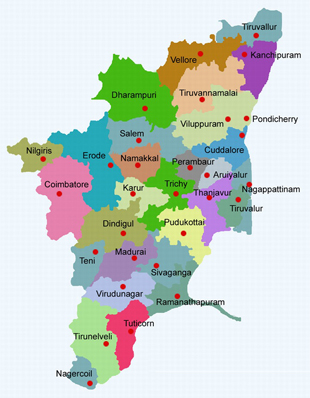 Tiruvallur
Kanchipuram
Vellore
Dharampuri
Tiruvannamalai
Viluppuram
Pondicherry
Salem
Cuddalore
Nilgiris
Erode
Namakkal
Perambaur
Ariyalur
Coimbatore
Karur
Trichy
Thanjavur
Nagappattinam
Tiruvalur
Dindigul
Pudukottai
Madurai
Teni
Sivaganga
Virudunagar
Ramanathapuram
Tuticorn
Tirunelveli
Nagercoil